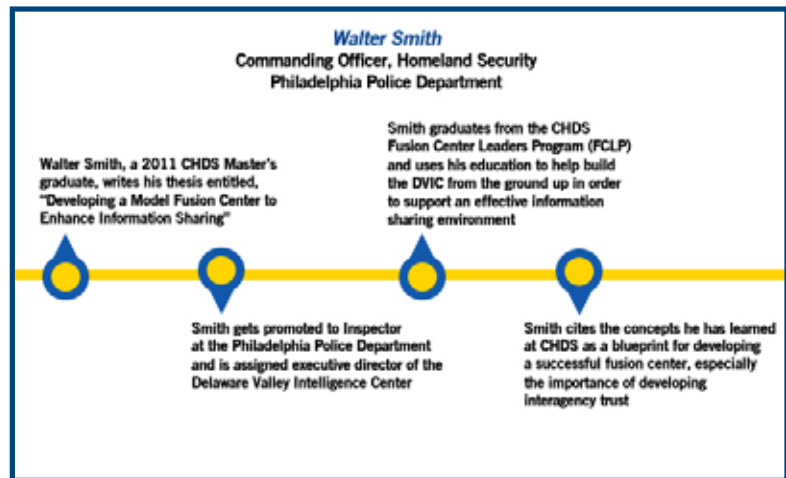 Walter Smith
Commanding Officer, Homeland Security
Philadelphia Police Department
Walter Smith, a 2011 CHDS Master's
graduate, writes his thesis entitled,
"Developing a Model Fusion Center to
Enhance Information Sharing"
Smith gets promoted to Inspector
at the Philadelphia Police Department
and is assigned executive director of the
Delaware Valley Intelligence Center
Smith graduates from the CHDS
Fusion Center Leaders Program (FCLP)
and uses his education to help build
the DVIC from the ground up in order
to support an effective information
sharing environment
Smith cites the concepts he has learned
at CHDS as a blueprint for developing
a successful fusion center, especially
the importance of developing
interagency trust